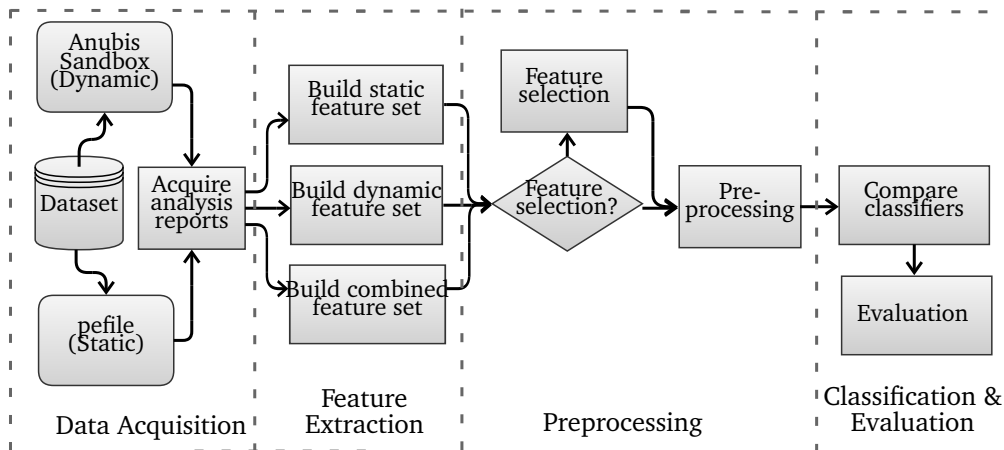 Anubis
Sandbox
(Dynamic)
Dataset
pefile
(Static)
Acquire
analysis
reports
Data Acquisition
Build static
feature set
Build dynamic
feature set
Build combined
feature set
Feature
Extraction
Feature
selection
Feature
selection?
Pre-
processing
Preprocessing
Compare
classifiers
Evaluation
Classification &
Evaluation